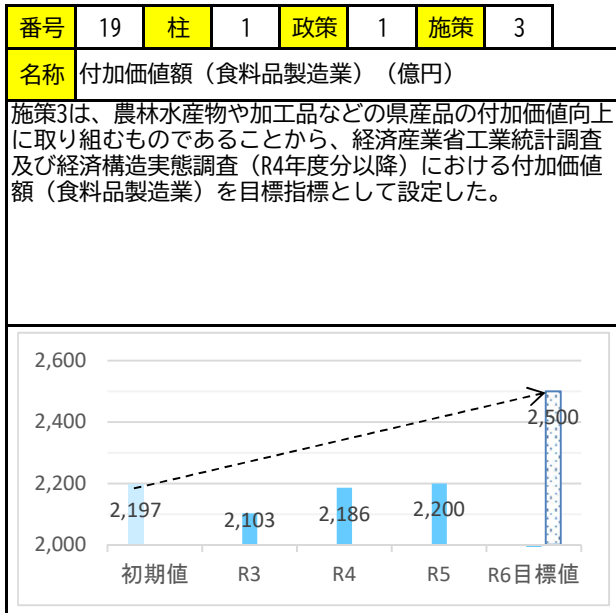 番号 19 柱 1 政策 1 施策 3
名称 付加価値額（食料品製造業）（億円）
施策3は、農林水産物や加工品などの県産品の付加価値向上
に取り組むものであることから、経済産業省工業統計調査
及び経済構造実態調査（R4年度分以降）における付加価値
額（食料品製造業）を目標指標として設定した。
2,600
2,400
2,200
2,000
2,197
2,103
2,186
2,200
2,500
初期値 R3 R4 R5 R6目標値